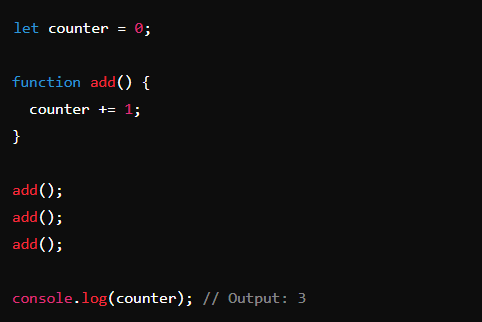 let counter = 0;
function add() {
  counter += 1;
}
add();
add();
add();
console.log(counter); // Output: 3